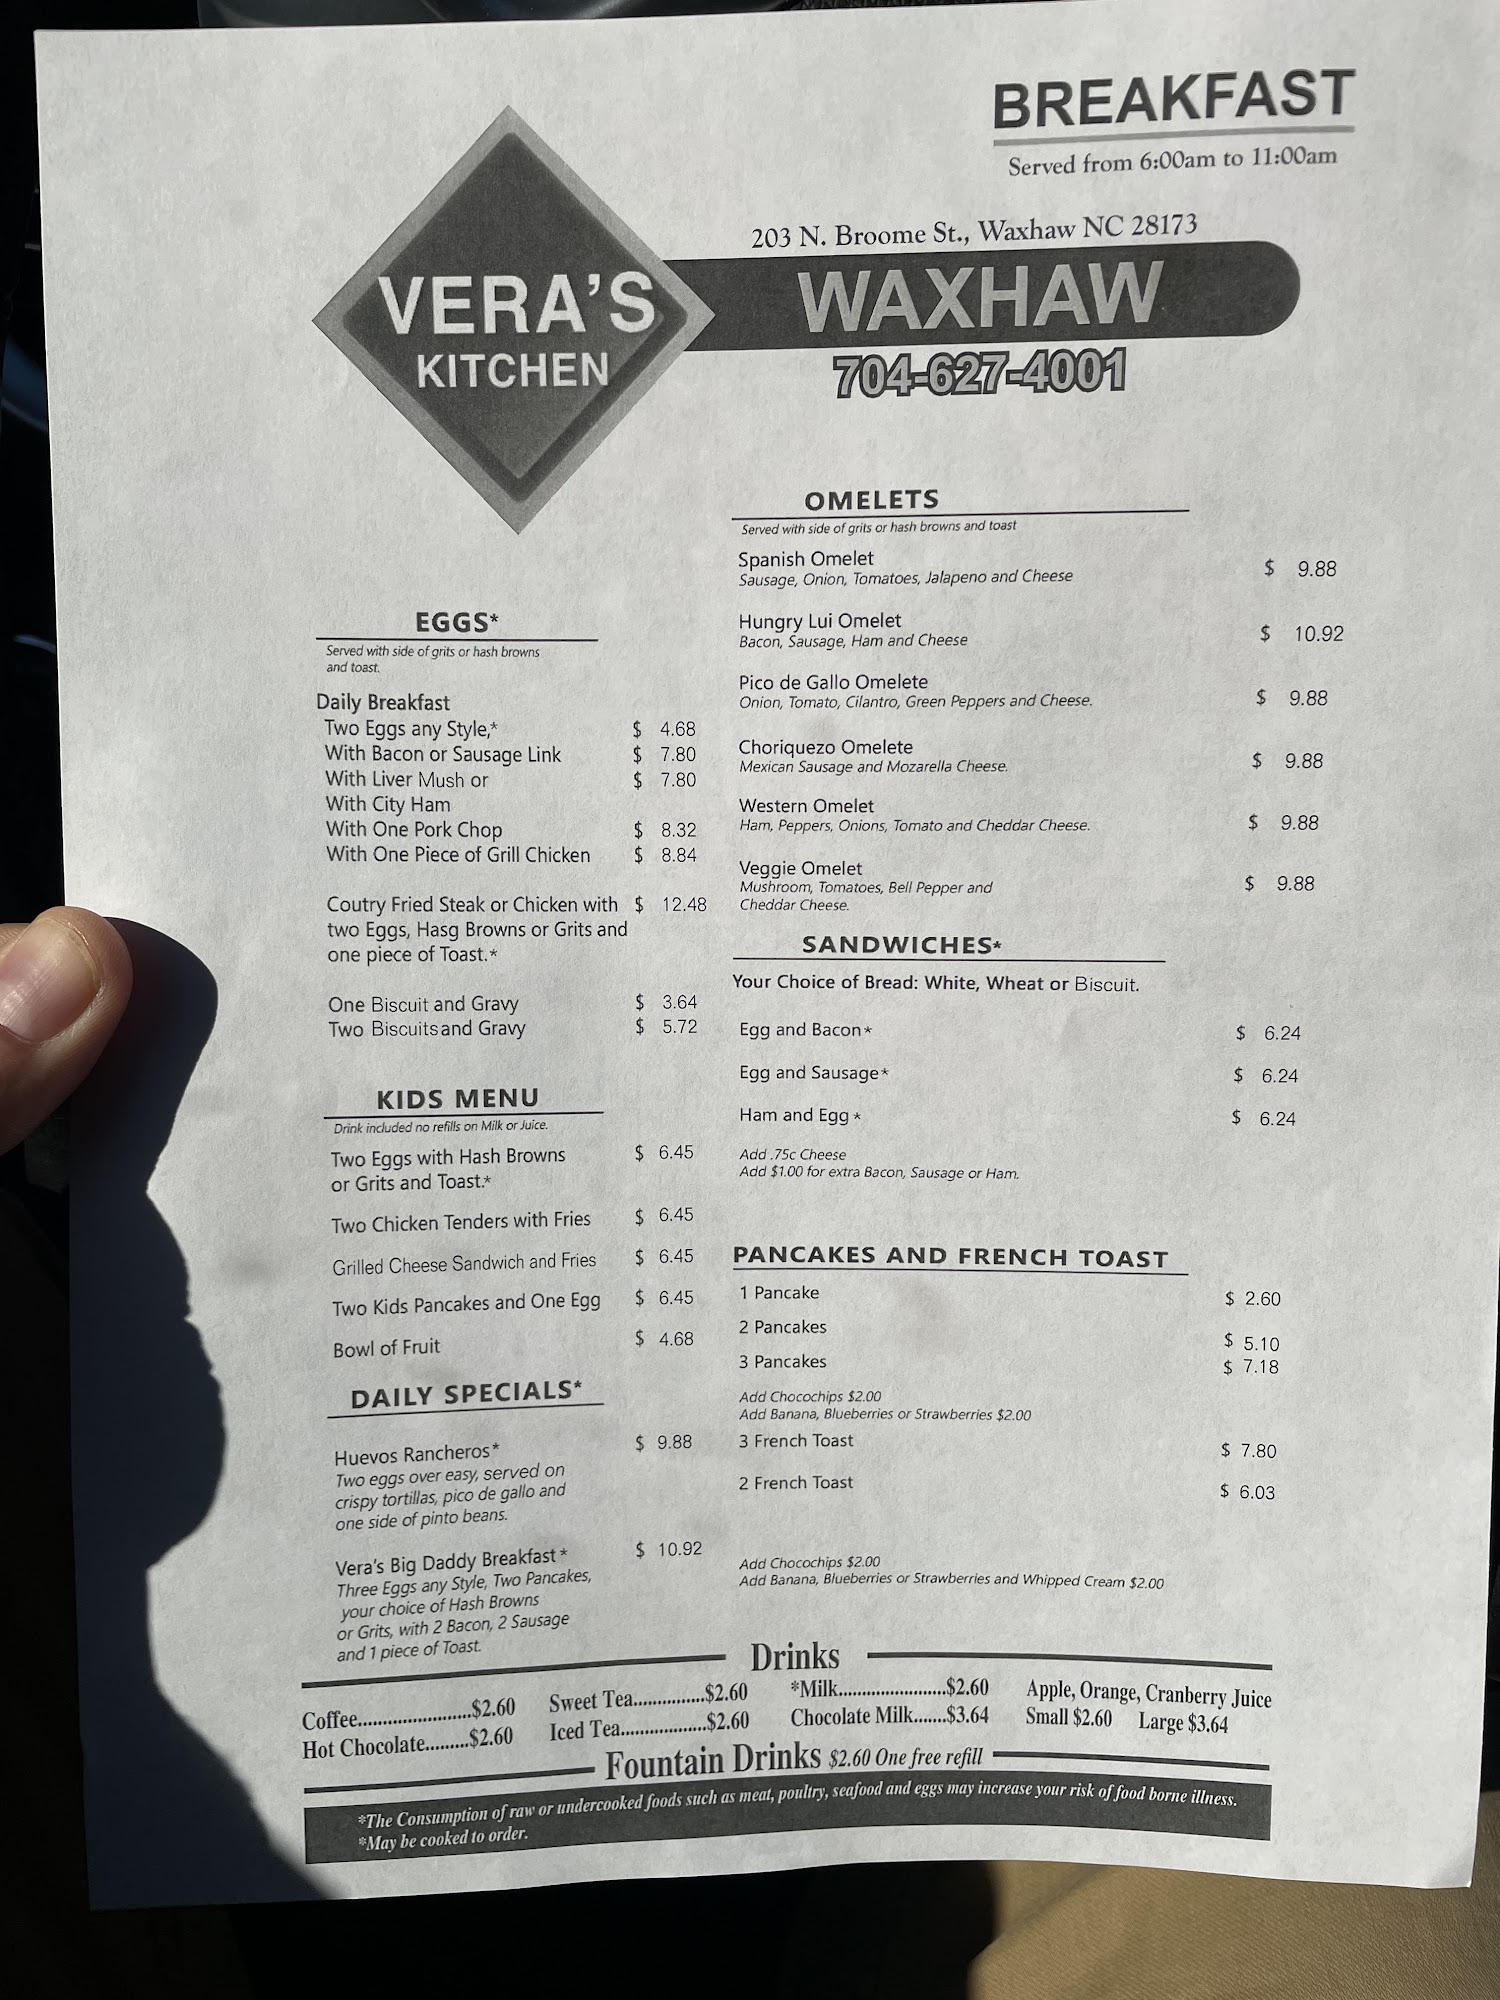 BREAKFAST
Served from 6:00am to 11:00am
203 N. Broome St., Waxhaw NC 28173
VERA'S
KITCHEN
WAXHAW
704-627-4001
EGGS*
Served with side of grits or hash browns
and toast.
Daily Breakfast
Two Eggs any Style,* $ 4.68
With Bacon or Sausage Link $ 7.80
With Liver Mush or $ 7.80
With City Ham
With One Pork Chop $ 8.32
With One Piece of Grill Chicken $ 8.84
Coutry Fried Steak or Chicken with $ 12.48
two Eggs, Hasg Browns or Grits and
one piece of Toast.*
One Biscuit and Gravy $ 3.64
Two Biscuits and Gravy $ 5.72
KIDS MENU
Drink included no refills on Milk or Juice.
Two Eggs with Hash Browns $ 6.45
or Grits and Toast.*
Two Chicken Tenders with Fries $ 6.45
Grilled Cheese Sandwich and Fries $ 6.45
Two Kids Pancakes and One Egg $ 6.45
Bowl of Fruit $ 4.68
DAILY SPECIALS*
Huevos Rancheros* $ 9.88
Two eggs over easy, served on
crispy tortillas, pico de gallo and
one side of pinto beans.
Vera's Big Daddy Breakfast* $ 10.92
Three Eggs any Style, Two Pancakes,
your choice of Hash Browns
or Grits, with 2 Bacon, 2 Sausage
and 1 piece of Toast.
OMELETS
Served with side of grits or hash browns and toast
Spanish Omelet $ 9.88
Sausage, Onion, Tomatoes, Jalapeno and Cheese
Hungry Lui Omelet $ 10.92
Bacon, Sausage, Ham and Cheese
Pico de Gallo Omelete $ 9.88
Onion, Tomato, Cilantro, Green Peppers and Cheese.
Choriquezo Omelete $ 9.88
Mexican Sausage and Mozarella Cheese.
Western Omelet $ 9.88
Ham, Peppers, Onions, Tomato and Cheddar Cheese.
Veggie Omelet $ 9.88
Mushroom, Tomatoes, Bell Pepper and
Cheddar Cheese.
SANDWICHES*
Your Choice of Bread: White, Wheat or Biscuit.
Egg and Bacon* $ 6.24
Egg and Sausage* $ 6.24
Ham and Egg* $ 6.24
Add .75c Cheese
Add $1.00 for extra Bacon, Sausage or Ham.
PANCAKES AND FRENCH TOAST
1 Pancake $ 2.60
2 Pancakes $ 5.10
3 Pancakes $ 7.18
Add Chocochips $2.00
Add Banana, Blueberries or Strawberries $2.00
3 French Toast $ 7.80
2 French Toast $ 6.03
Add Chocochips $2.00
Add Banana, Blueberries or Strawberries and Whipped Cream $2.00
Drinks
Coffee......................$2.60 Sweet Tea...............$2.60 *Milk.......................$2.60 Apple, Orange, Cranberry Juice
Hot Chocolate.........$2.60 Iced Tea..................$2.60 Chocolate Milk.......$3.64 Small $2.60 Large $3.64
Fountain Drinks $2.60 One free refill
*The Consumption of raw or undercooked foods such as meat, poultry, seafood and eggs may increase your risk of food borne illness.
*May be cooked to order.